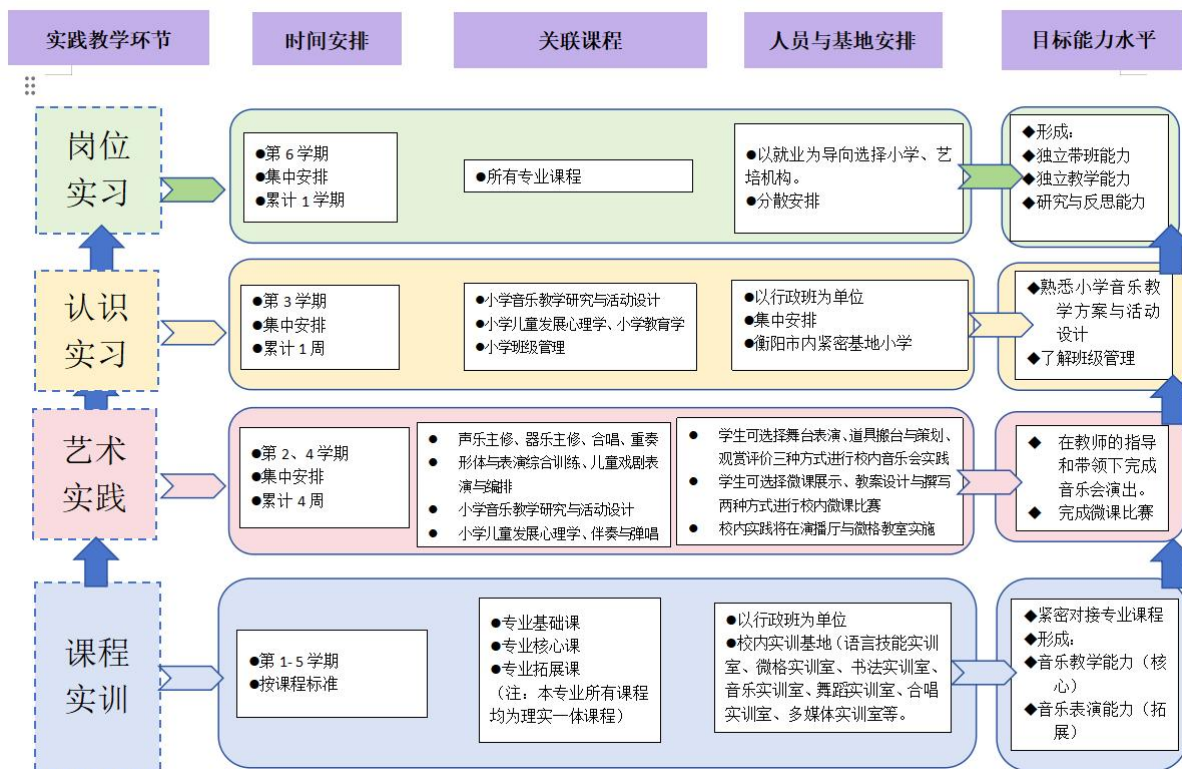 实践教学环节
时间安排
关联课程
人员与基地安排
目标能力水平
岗位
实习
●第 6 学期
●集中安排
●累计 1 学期
●所有专业课程
●以就业为导向选择小学、艺
培机构。
●分散安排
◆形成：
◆独立带班能力
◆独立教学能力
◆研究与反思能力
认识
实习
●第 3 学期
●集中安排
●累计 1 周
●小学音乐教学研究与活动设计
●小学儿童发展心理学、小学教育学
●小学班级管理
●以行政班为单位
●集中安排
●衡阳市内紧密基地小学
◆熟悉小学音乐教
学方案与活动
设计
◆了解班级管理
艺术
实践
●第 2、4 学期
●集中安排
●累计 4 周
● 声乐主修、器乐主修、合唱、重奏
● 形体与表演综合训练、儿童戏剧表
演与编排
● 小学音乐教学研究与活动设计
● 小学儿童发展心理学、伴奏与弹唱
● 学生可选择舞台表演、道具搬台与策划、
观赏评价三种方式进行校内音乐会实践
● 学生可选择微课展示、教案设计与撰写
两种方式进行校内微课比赛
● 校内实践将在演播厅与微格教室实施
◆ 在教师的指导
和带领下完成
音乐会演出。
◆ 完成微课比赛
课程
实训
●第 1-5 学期
●按课程标准
●专业基础课
●专业核心课
●专业拓展课
（注：本专业所有课程
均为理实一体课程）
●以行政班为单位
●校内实训基地（语言技能实训
室、微格实训室、书法实训室、
音乐实训室、舞蹈实训室、合唱
实训室、多媒体实训室等。
◆紧密对接专业课程
◆形成：
◆音乐教学能力（核
心）
◆音乐表演能力（拓
展）